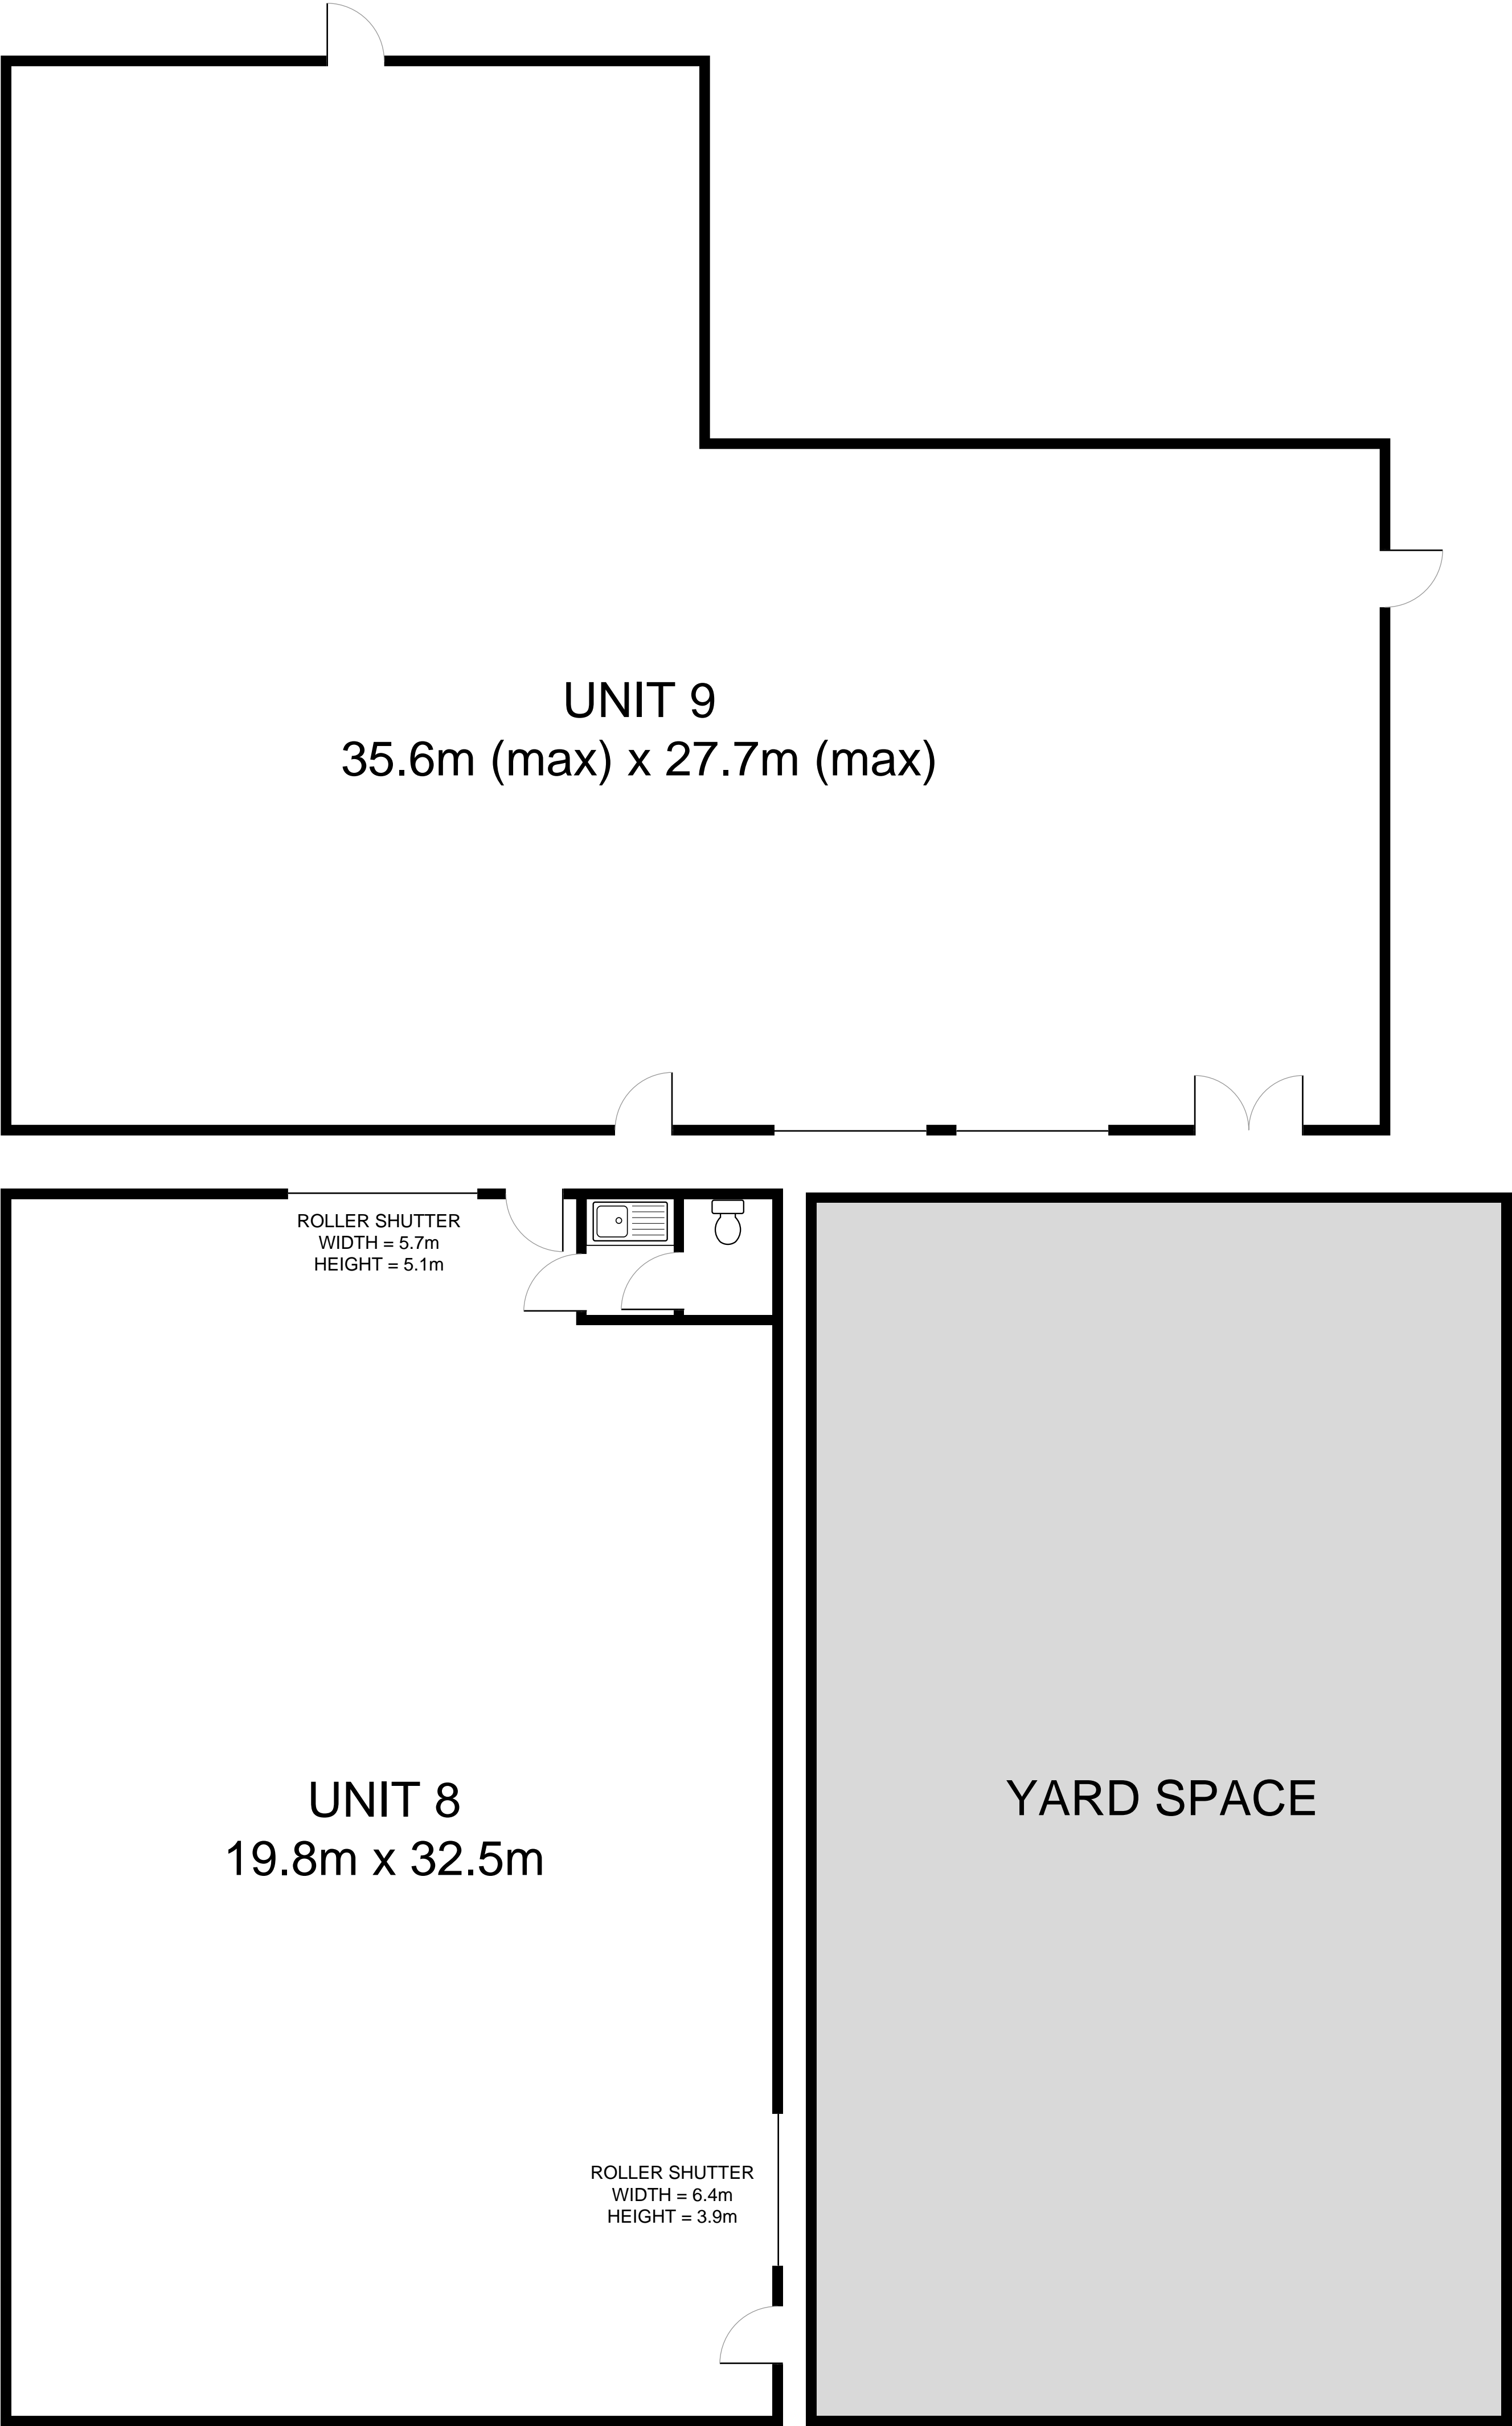 UNIT 9
35.6m (max) x 27.7m (max)
ROLLER SHUTTER
WIDTH = 5.7m
HEIGHT = 5.1m
UNIT 8
19.8m x 32.5m
YARD SPACE
ROLLER SHUTTER
WIDTH = 6.4m
HEIGHT = 3.9m